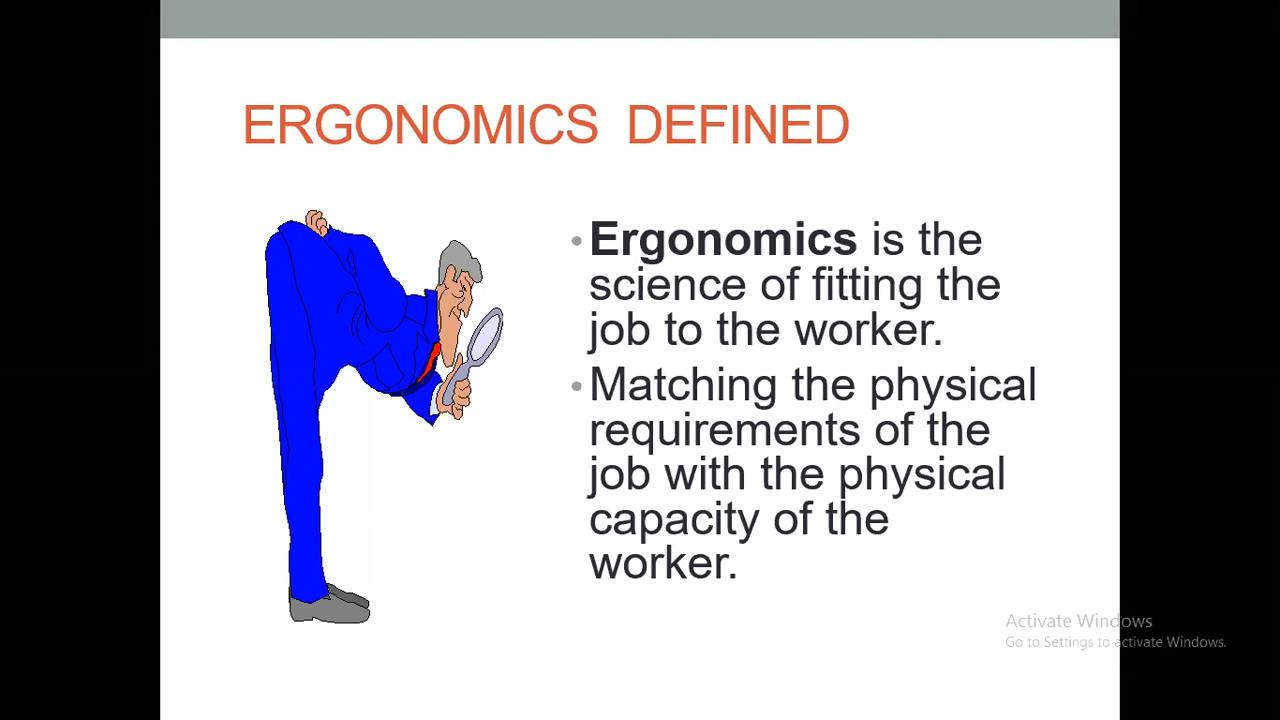 ERGONOMICS DEFINED
• Ergonomics is the
science of fitting the
job to the worker.
• Matching the physical
requirements of the
job with the physical
capacity of the
worker.
Activate Windows
Go to Settings to activate Windows.